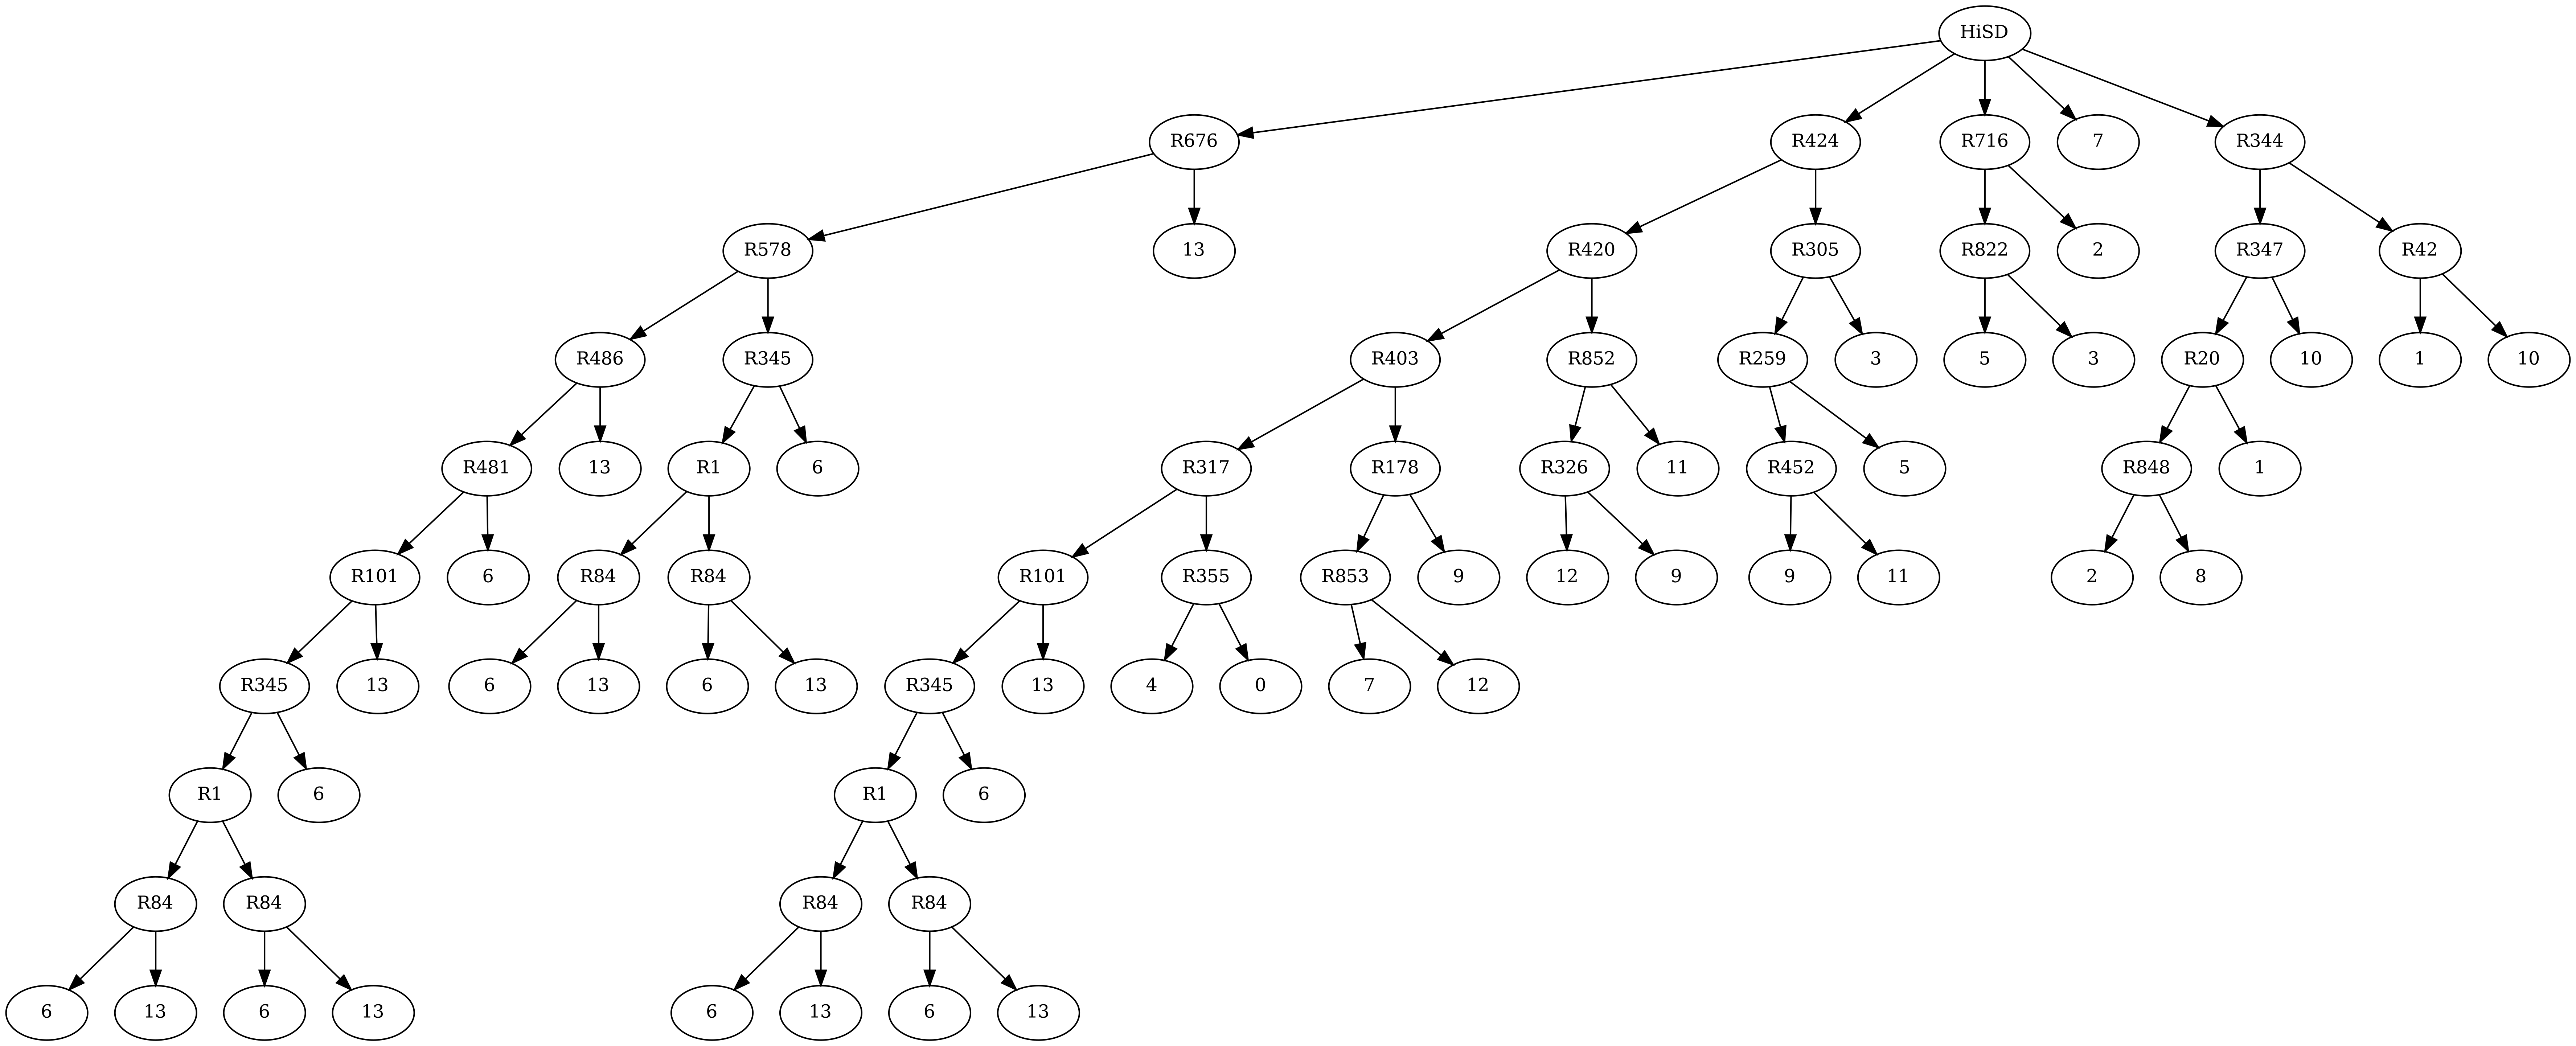 HiSD
R676 R424 R716 7 R344
R578 13 R420 R305 R822 2 R347 R42
R486 R345 R403 R852 R259 3 5 3 R20 10 1 10
R481 13 R1 6 R317 R178 R326 11 R452 5 R848 1
R101 6 R84 R84 R101 R355 R853 9 12 9 9 11 2 8
R345 13 6 13 6 13 R345 13 4 0 7 12
R1 6 R1 6
R84 R84 R84 R84
6 13 6 13 6 13 6 13